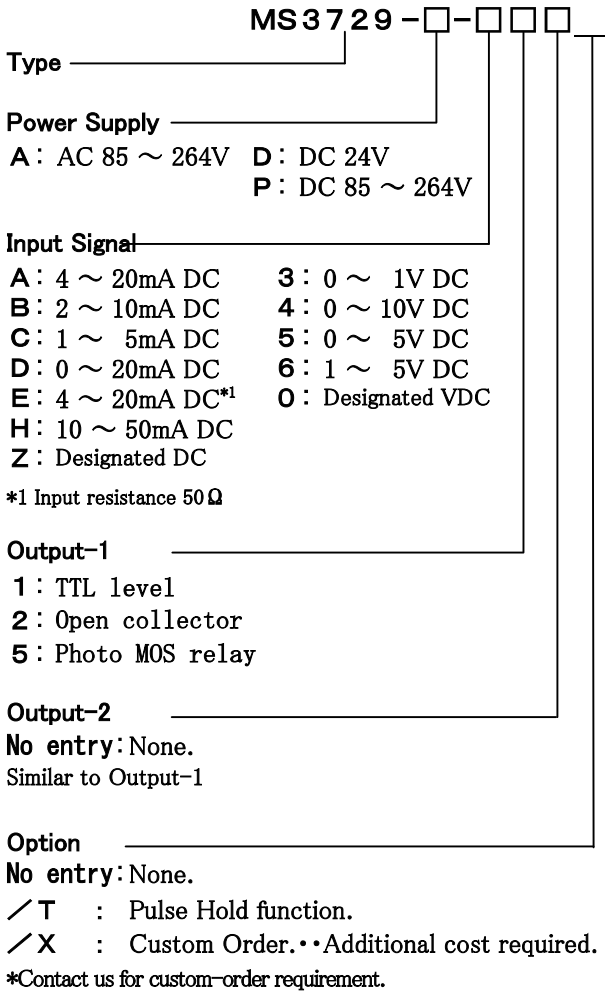 MS3729-□-□□□
Type
Power Supply
A: AC 85 ～ 264V D: DC 24V
P: DC 85 ～ 264V
Input Signal
A: 4 ～ 20mA DC 3: 0 ～ 1V DC
B: 2 ～ 10mA DC 4: 0 ～ 10V DC
C: 1 ～ 5mA DC 5: 0 ～ 5V DC
D: 0 ～ 20mA DC 6: 1 ～ 5V DC
E: 4 ～ 20mA DC*1 0: Designated VDC
H: 10 ～ 50mA DC
Z: Designated DC
*1 Input resistance 50Ω
Output-1
1: TTL level
2: Open collector
5: Photo MOS relay
Output-2
No entry: None.
Similar to Output-1
Option
No entry: None.
／T : Pulse Hold function.
／X : Custom Order.・・Additional cost required.
*Contact us for custom-order requirement.